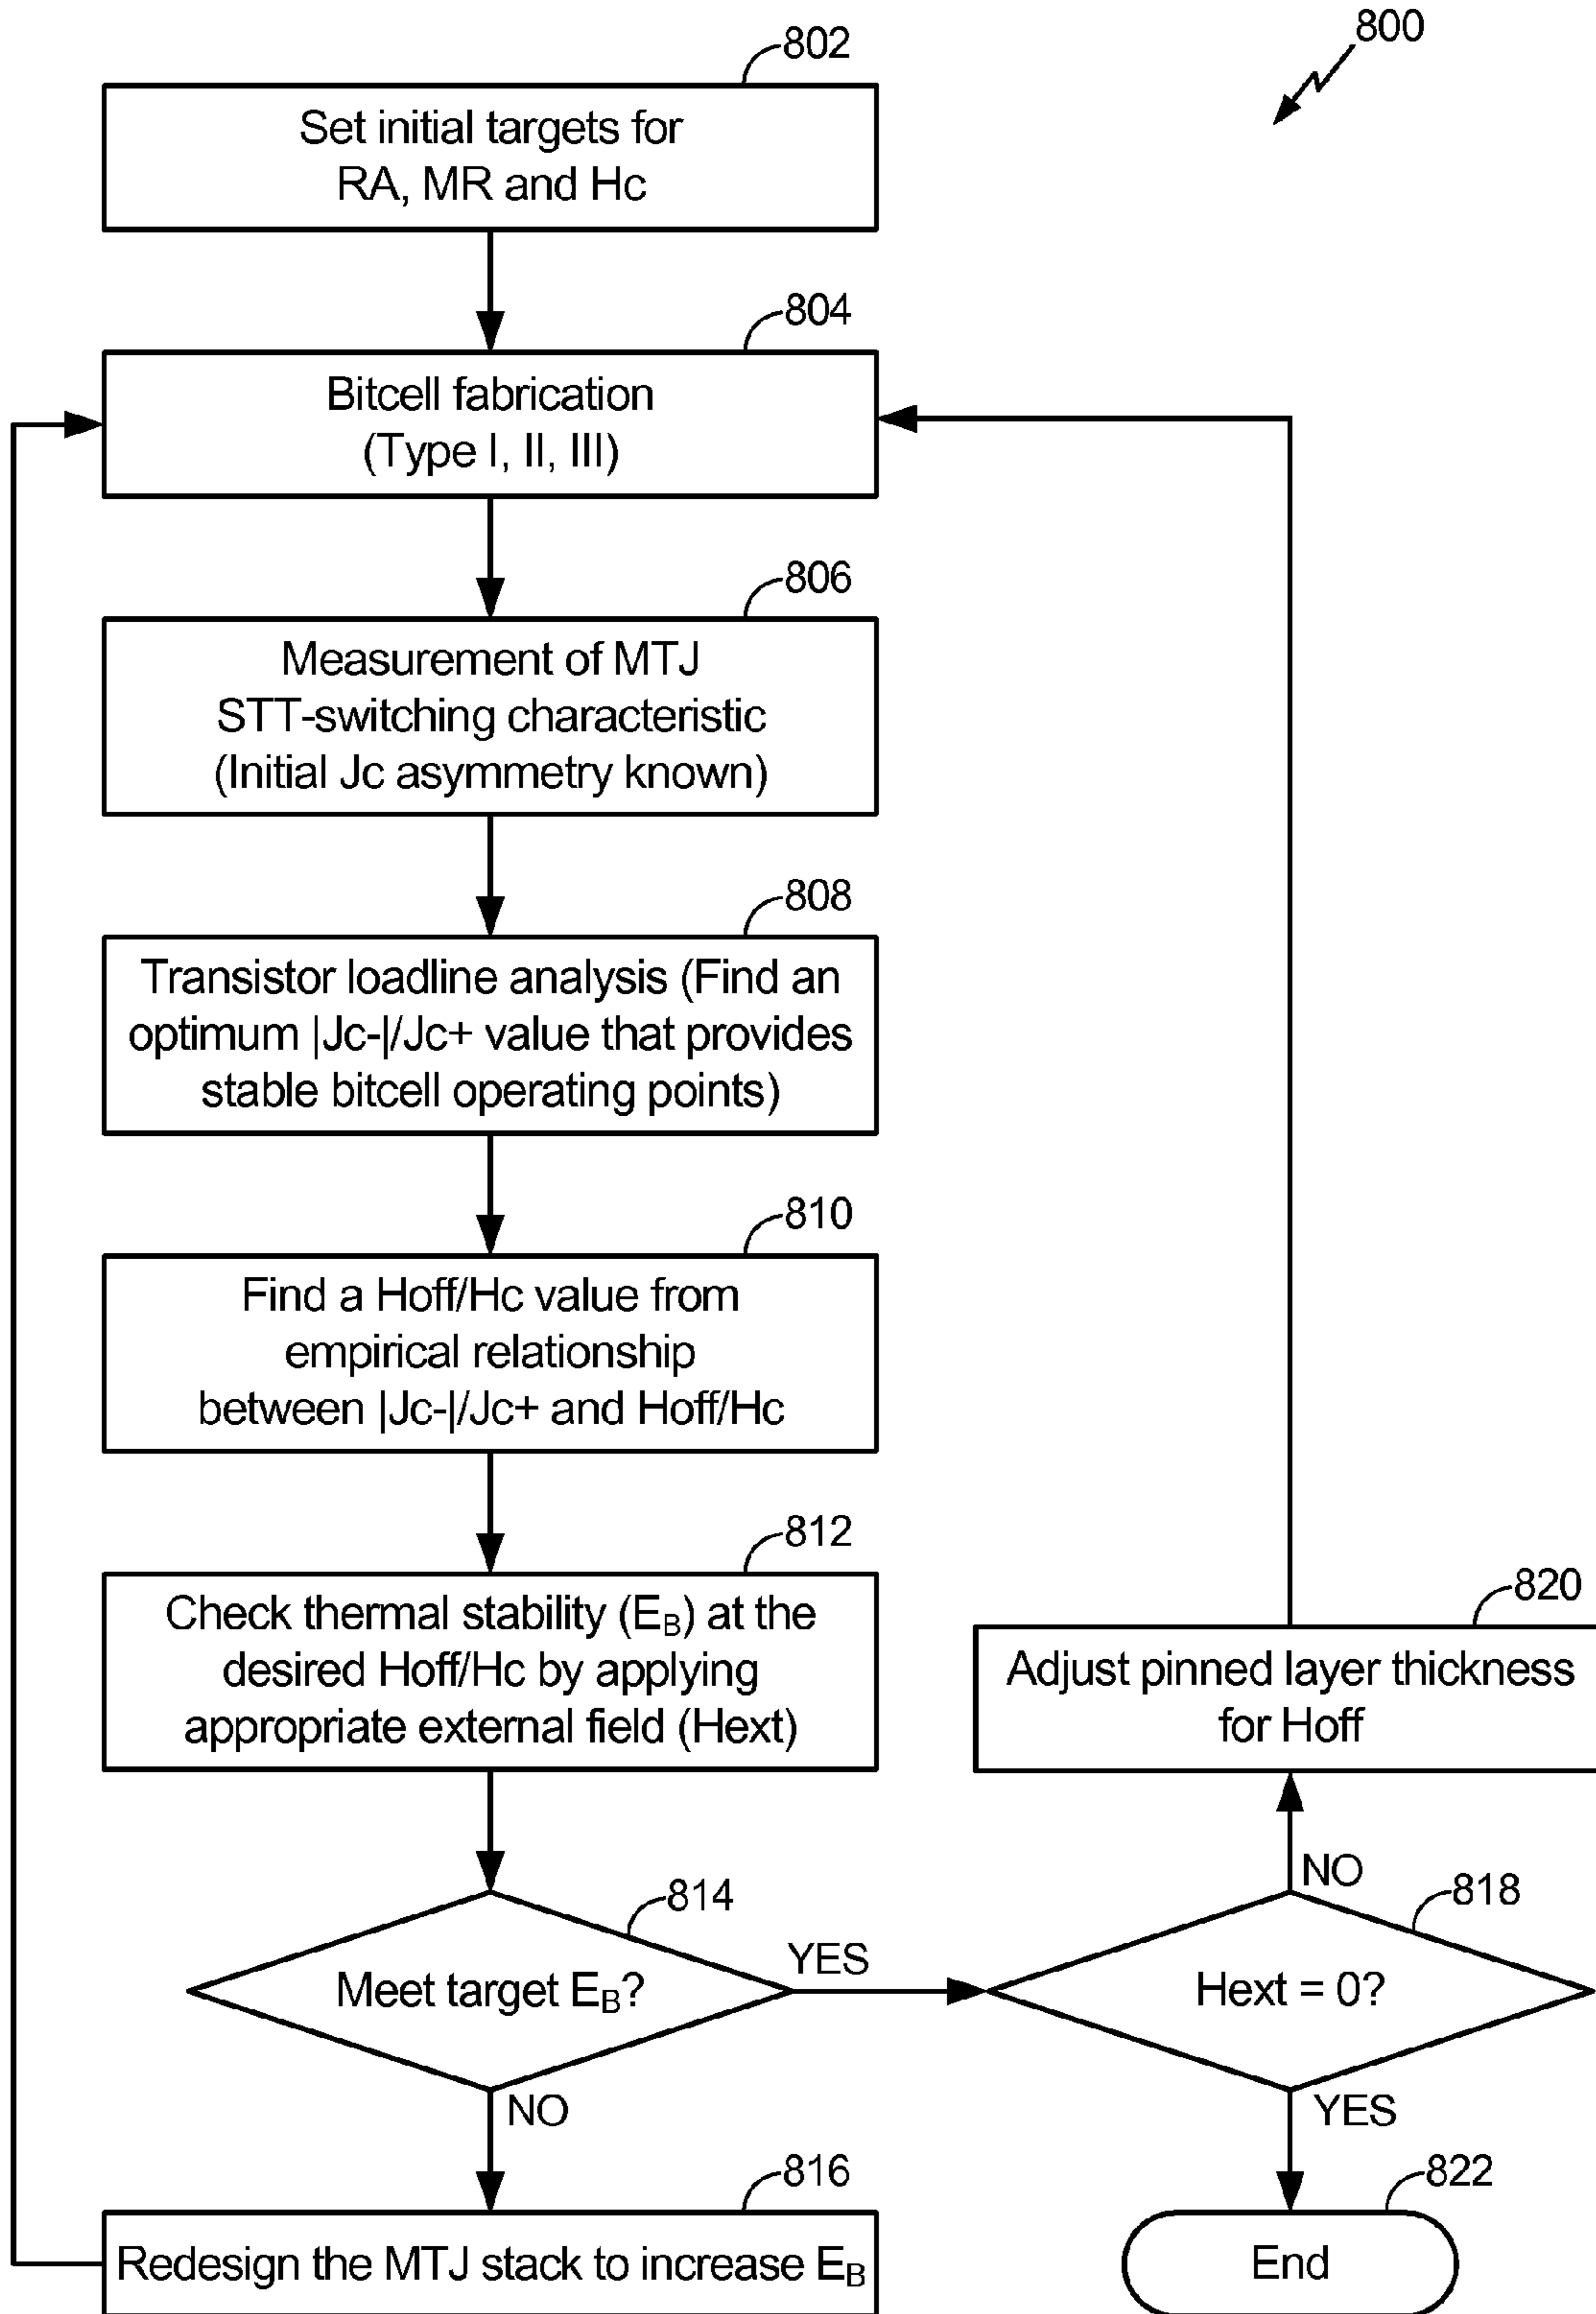 800
802
Set initial targets for
RA, MR and Hc
804
Bitcell fabrication
(Type I, II, III)
806
Measurement of MTJ
STT-switching characteristic
(Initial Jc asymmetry known)
808
Transistor loadline analysis (Find an
optimum |Jc-|/Jc+ value that provides
stable bitcell operating points)
810
Find a Hoff/Hc value from
empirical relationship
between |Jc-|/Jc+ and Hoff/Hc
812
Check thermal stability (E_B) at the
desired Hoff/Hc by applying
appropriate external field (Hext)
814
Meet target E_B?
YES
NO
816
Redesign the MTJ stack to increase E_B
818
Hext = 0?
NO
YES
820
Adjust pinned layer thickness
for Hoff
822
End